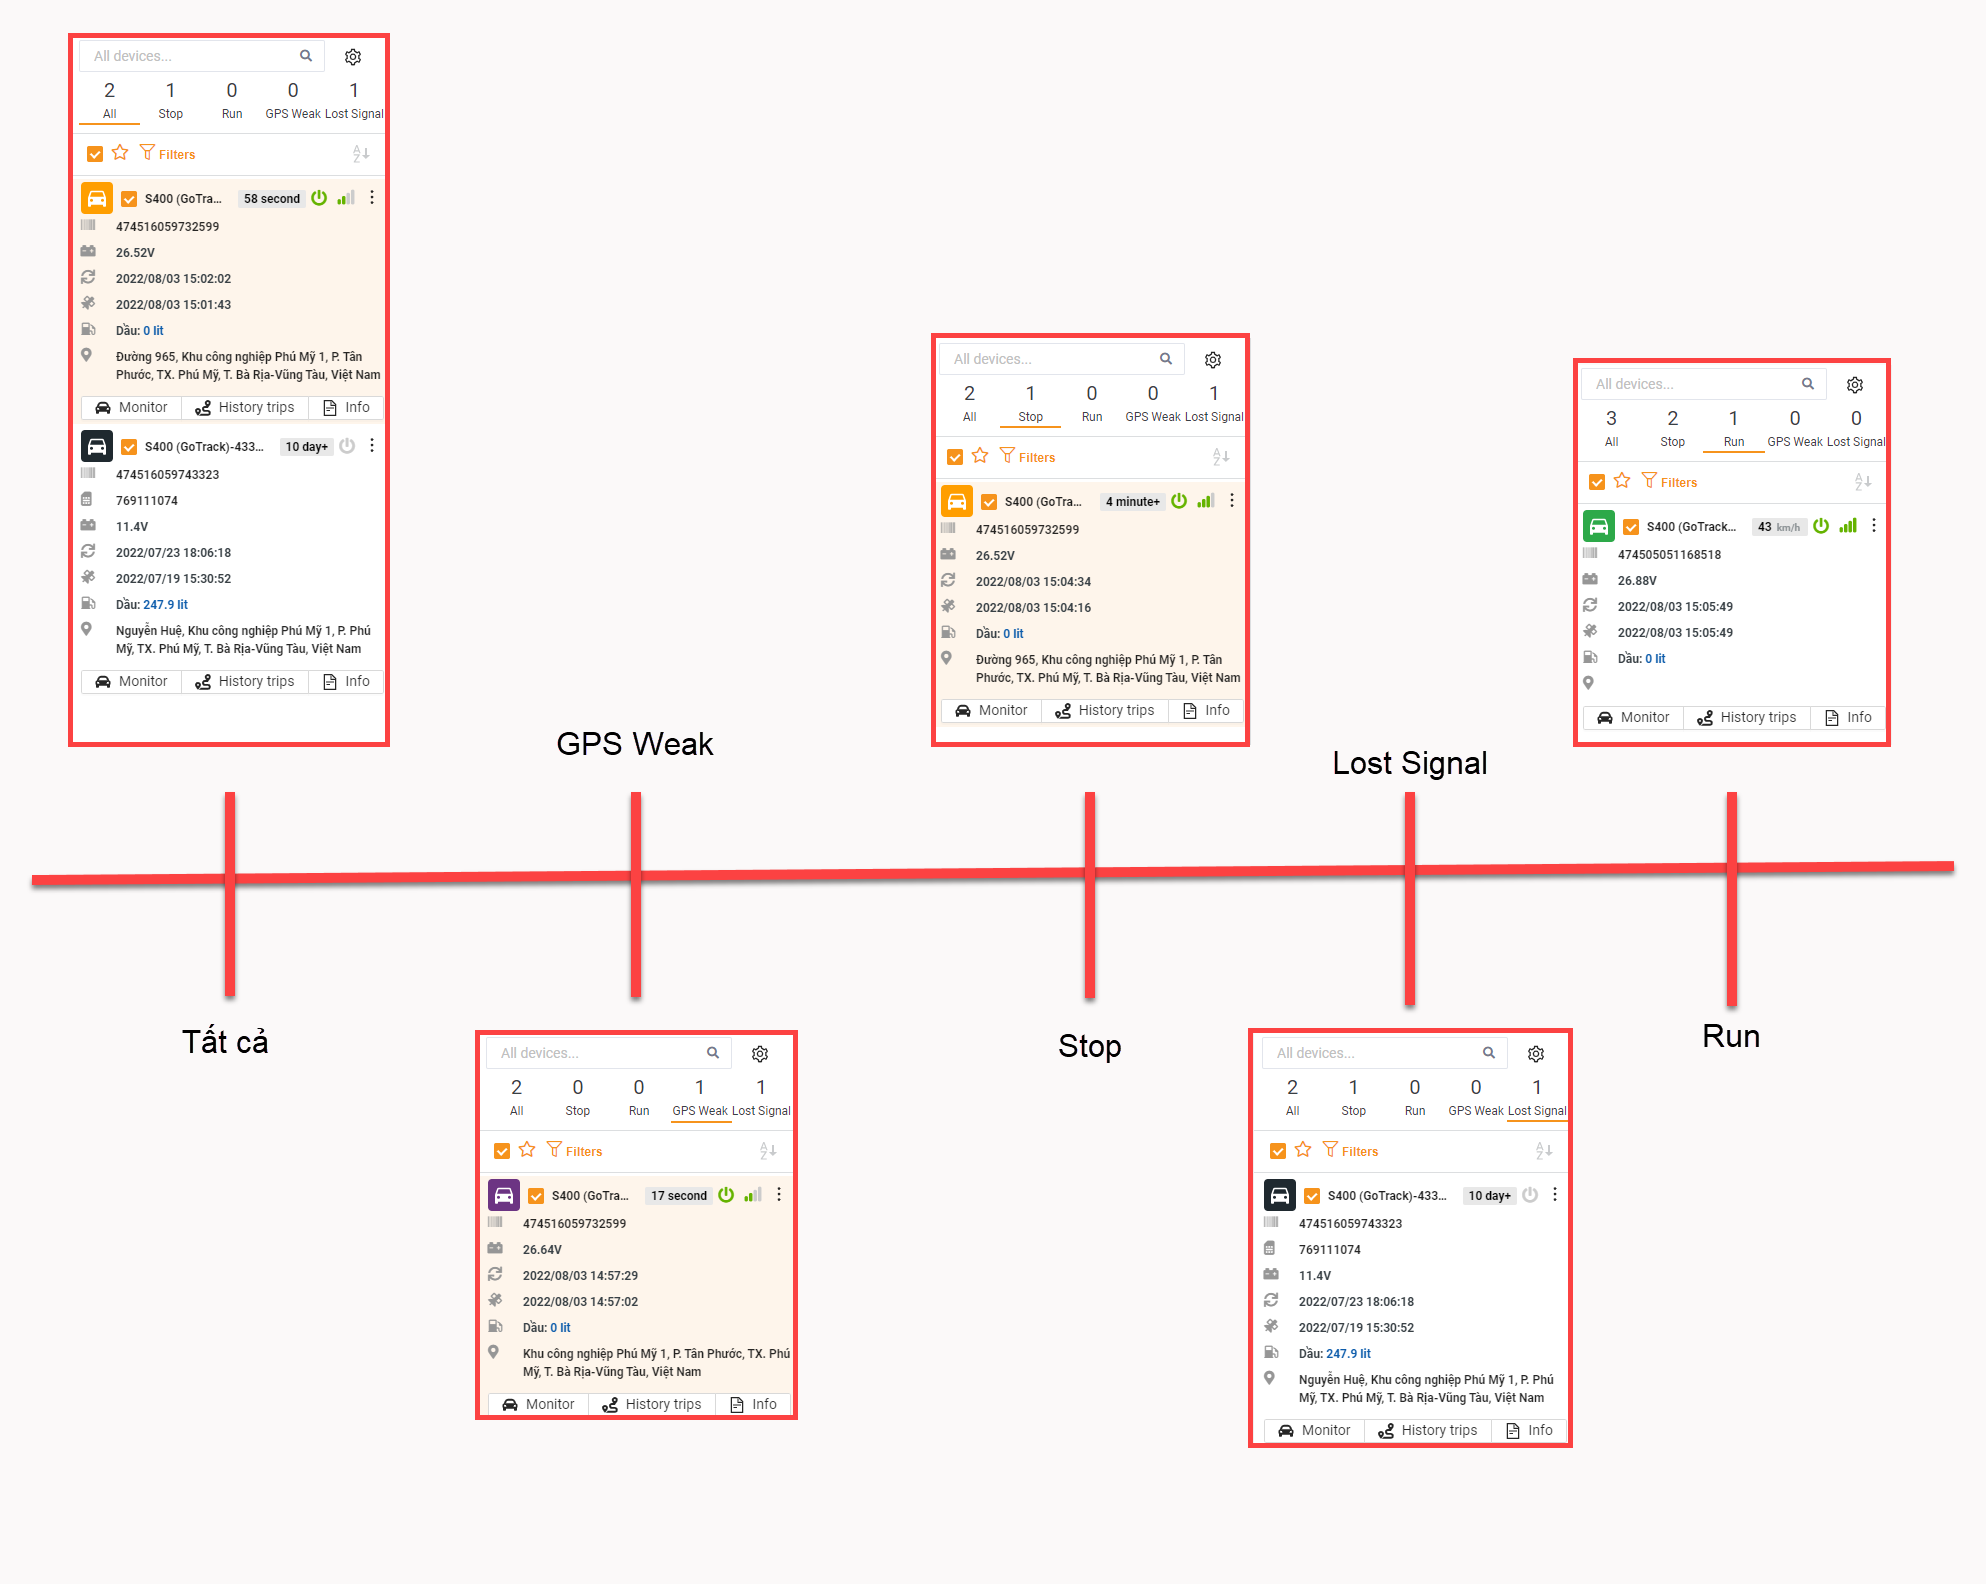 All devices...
2 1 0 0 1
All Stop Run GPS Weak Lost Signal
Filters
S400 (GoTra... 58 second
474516059732599
26.52V
2022/08/03 15:02:02
2022/08/03 15:01:43
Dầu: 0 lit
Đường 965, Khu công nghiệp Phú Mỹ 1, P. Tân
Phước, TX. Phú Mỹ, T. Bà Rịa-Vũng Tàu, Việt Nam
Monitor History trips Info
S400 (GoTrack)-433... 10 day+
474516059743323
769111074
11.4V
2022/07/23 18:06:18
2022/07/19 15:30:52
Dầu: 247.9 lit
Nguyễn Huệ, Khu công nghiệp Phú Mỹ 1, P. Phú
Mỹ, TX. Phú Mỹ, T. Bà Rịa-Vũng Tàu, Việt Nam
Monitor History trips Info
Tất cả
GPS Weak
All devices...
2 0 0 1 1
All Stop Run GPS Weak Lost Signal
Filters
S400 (GoTra... 17 second
474516059732599
26.64V
2022/08/03 14:57:29
2022/08/03 14:57:02
Dầu: 0 lit
Khu công nghiệp Phú Mỹ 1, P. Tân Phước, TX. Phú
Mỹ, T. Bà Rịa-Vũng Tàu, Việt Nam
Monitor History trips Info
All devices...
2 1 0 0 1
All Stop Run GPS Weak Lost Signal
Filters
S400 (GoTra... 4 minute+
474516059732599
26.52V
2022/08/03 15:04:34
2022/08/03 15:04:16
Dầu: 0 lit
Đường 965, Khu công nghiệp Phú Mỹ 1, P. Tân
Phước, TX. Phú Mỹ, T. Bà Rịa-Vũng Tàu, Việt Nam
Monitor History trips Info
Stop
Lost Signal
All devices...
2 1 0 0 1
All Stop Run GPS Weak Lost Signal
Filters
S400 (GoTrack)-433... 10 day+
474516059743323
769111074
11.4V
2022/07/23 18:06:18
2022/07/19 15:30:52
Dầu: 247.9 lit
Nguyễn Huệ, Khu công nghiệp Phú Mỹ 1, P. Phú
Mỹ, TX. Phú Mỹ, T. Bà Rịa-Vũng Tàu, Việt Nam
Monitor History trips Info
All devices...
3 2 1 0 0
All Stop Run GPS Weak Lost Signal
Filters
S400 (GoTrack... 43 km/h
474505051168518
26.88V
2022/08/03 15:05:49
2022/08/03 15:05:49
Dầu: 0 lit
Monitor History trips Info
Run